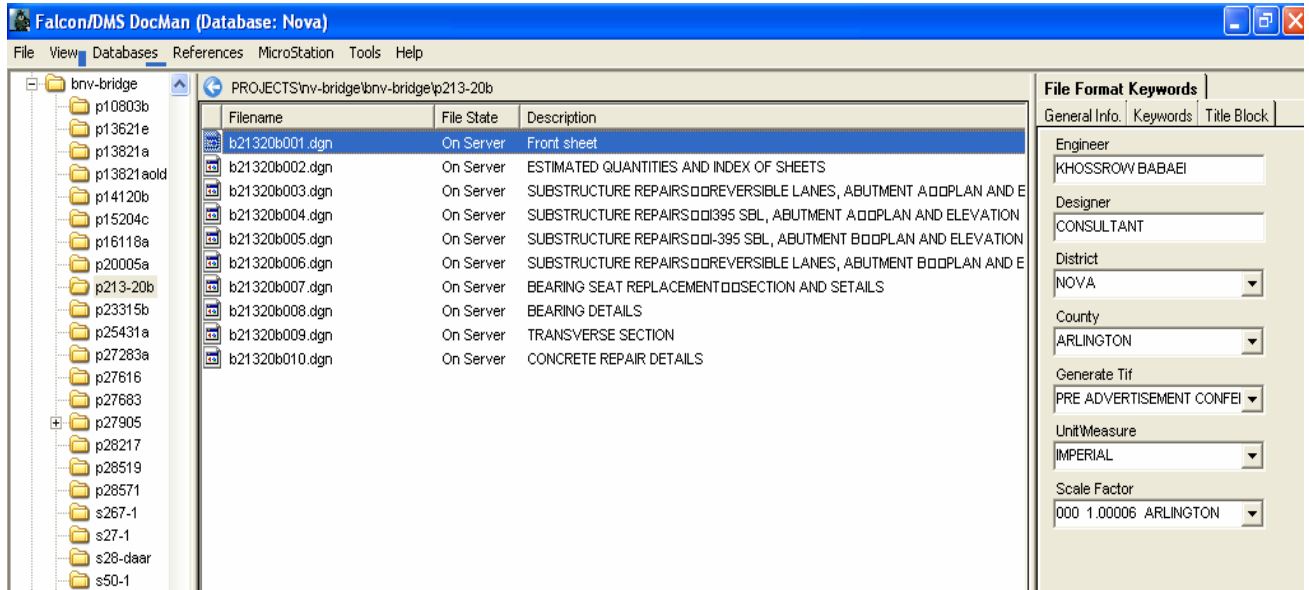 Falcon/DMS DocMan (Database: Nova)
File View Databases References MicroStation Tools Help
bnv-bridge
p10803b
p13621e
p13821a
p13821aold
p14120b
p15204c
p16118a
p20005a
p213-20b
p23315b
p25431a
p27283a
p27616
p27683
p27905
p28217
p28519
p28571
s267-1
s27-1
s28-daar
s50-1
PROJECTS\nv-bridge\bnv-bridge\p213-20b
Filename File State Description
b21320b001.dgn On Server Front sheet
b21320b002.dgn On Server ESTIMATED QUANTITIES AND INDEX OF SHEETS
b21320b003.dgn On Server SUBSTRUCTURE REPAIRS□□REVERSIBLE LANES, ABUTMENT A□□PLAN AND E
b21320b004.dgn On Server SUBSTRUCTURE REPAIRS□□I395 SBL, ABUTMENT A□□PLAN AND ELEVATION
b21320b005.dgn On Server SUBSTRUCTURE REPAIRS□□I-395 SBL, ABUTMENT B□□PLAN AND ELEVATION
b21320b006.dgn On Server SUBSTRUCTURE REPAIRS□□REVERSIBLE LANES, ABUTMENT B□□PLAN AND E
b21320b007.dgn On Server BEARING SEAT REPLACEMENT□□SECTION AND SETAILS
b21320b008.dgn On Server BEARING DETAILS
b21320b009.dgn On Server TRANSVERSE SECTION
b21320b010.dgn On Server CONCRETE REPAIR DETAILS
File Format Keywords
General Info. Keywords Title Block
Engineer
KHOSSROW BABAEI
Designer
CONSULTANT
District
NOVA
County
ARLINGTON
Generate Tif
PRE ADVERTISEMENT CONFEI
Unit\Measure
IMPERIAL
Scale Factor
000 1.00006 ARLINGTON